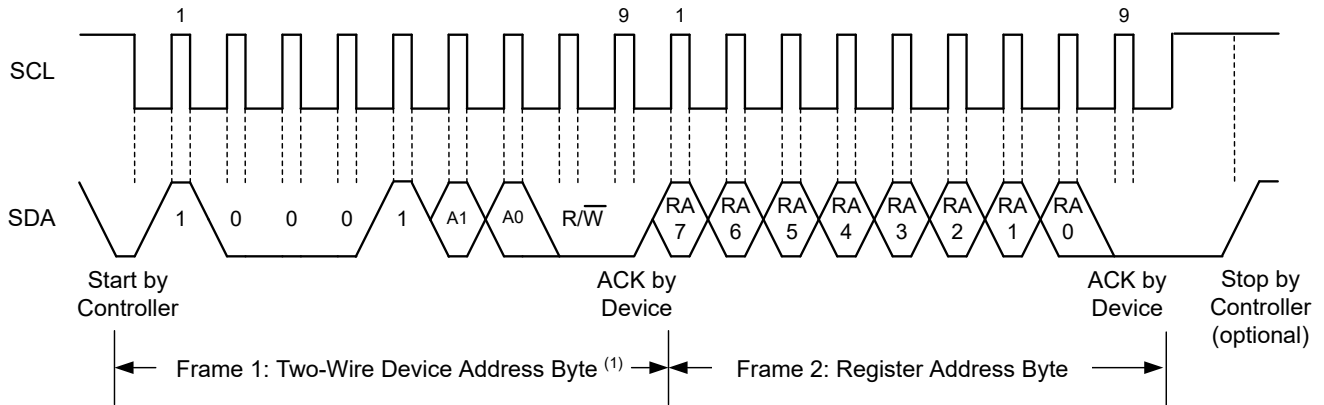 1 9 1 9
SCL
SDA
1 0 0 0 1 A1 A0 R/W̅ RA 7 RA 6 RA 5 RA 4 RA 3 RA 2 RA 1 RA 0
Start by
Controller
ACK by
Device
ACK by
Device
Stop by
Controller
(optional)
Frame 1: Two-Wire Device Address Byte (1)
Frame 2: Register Address Byte